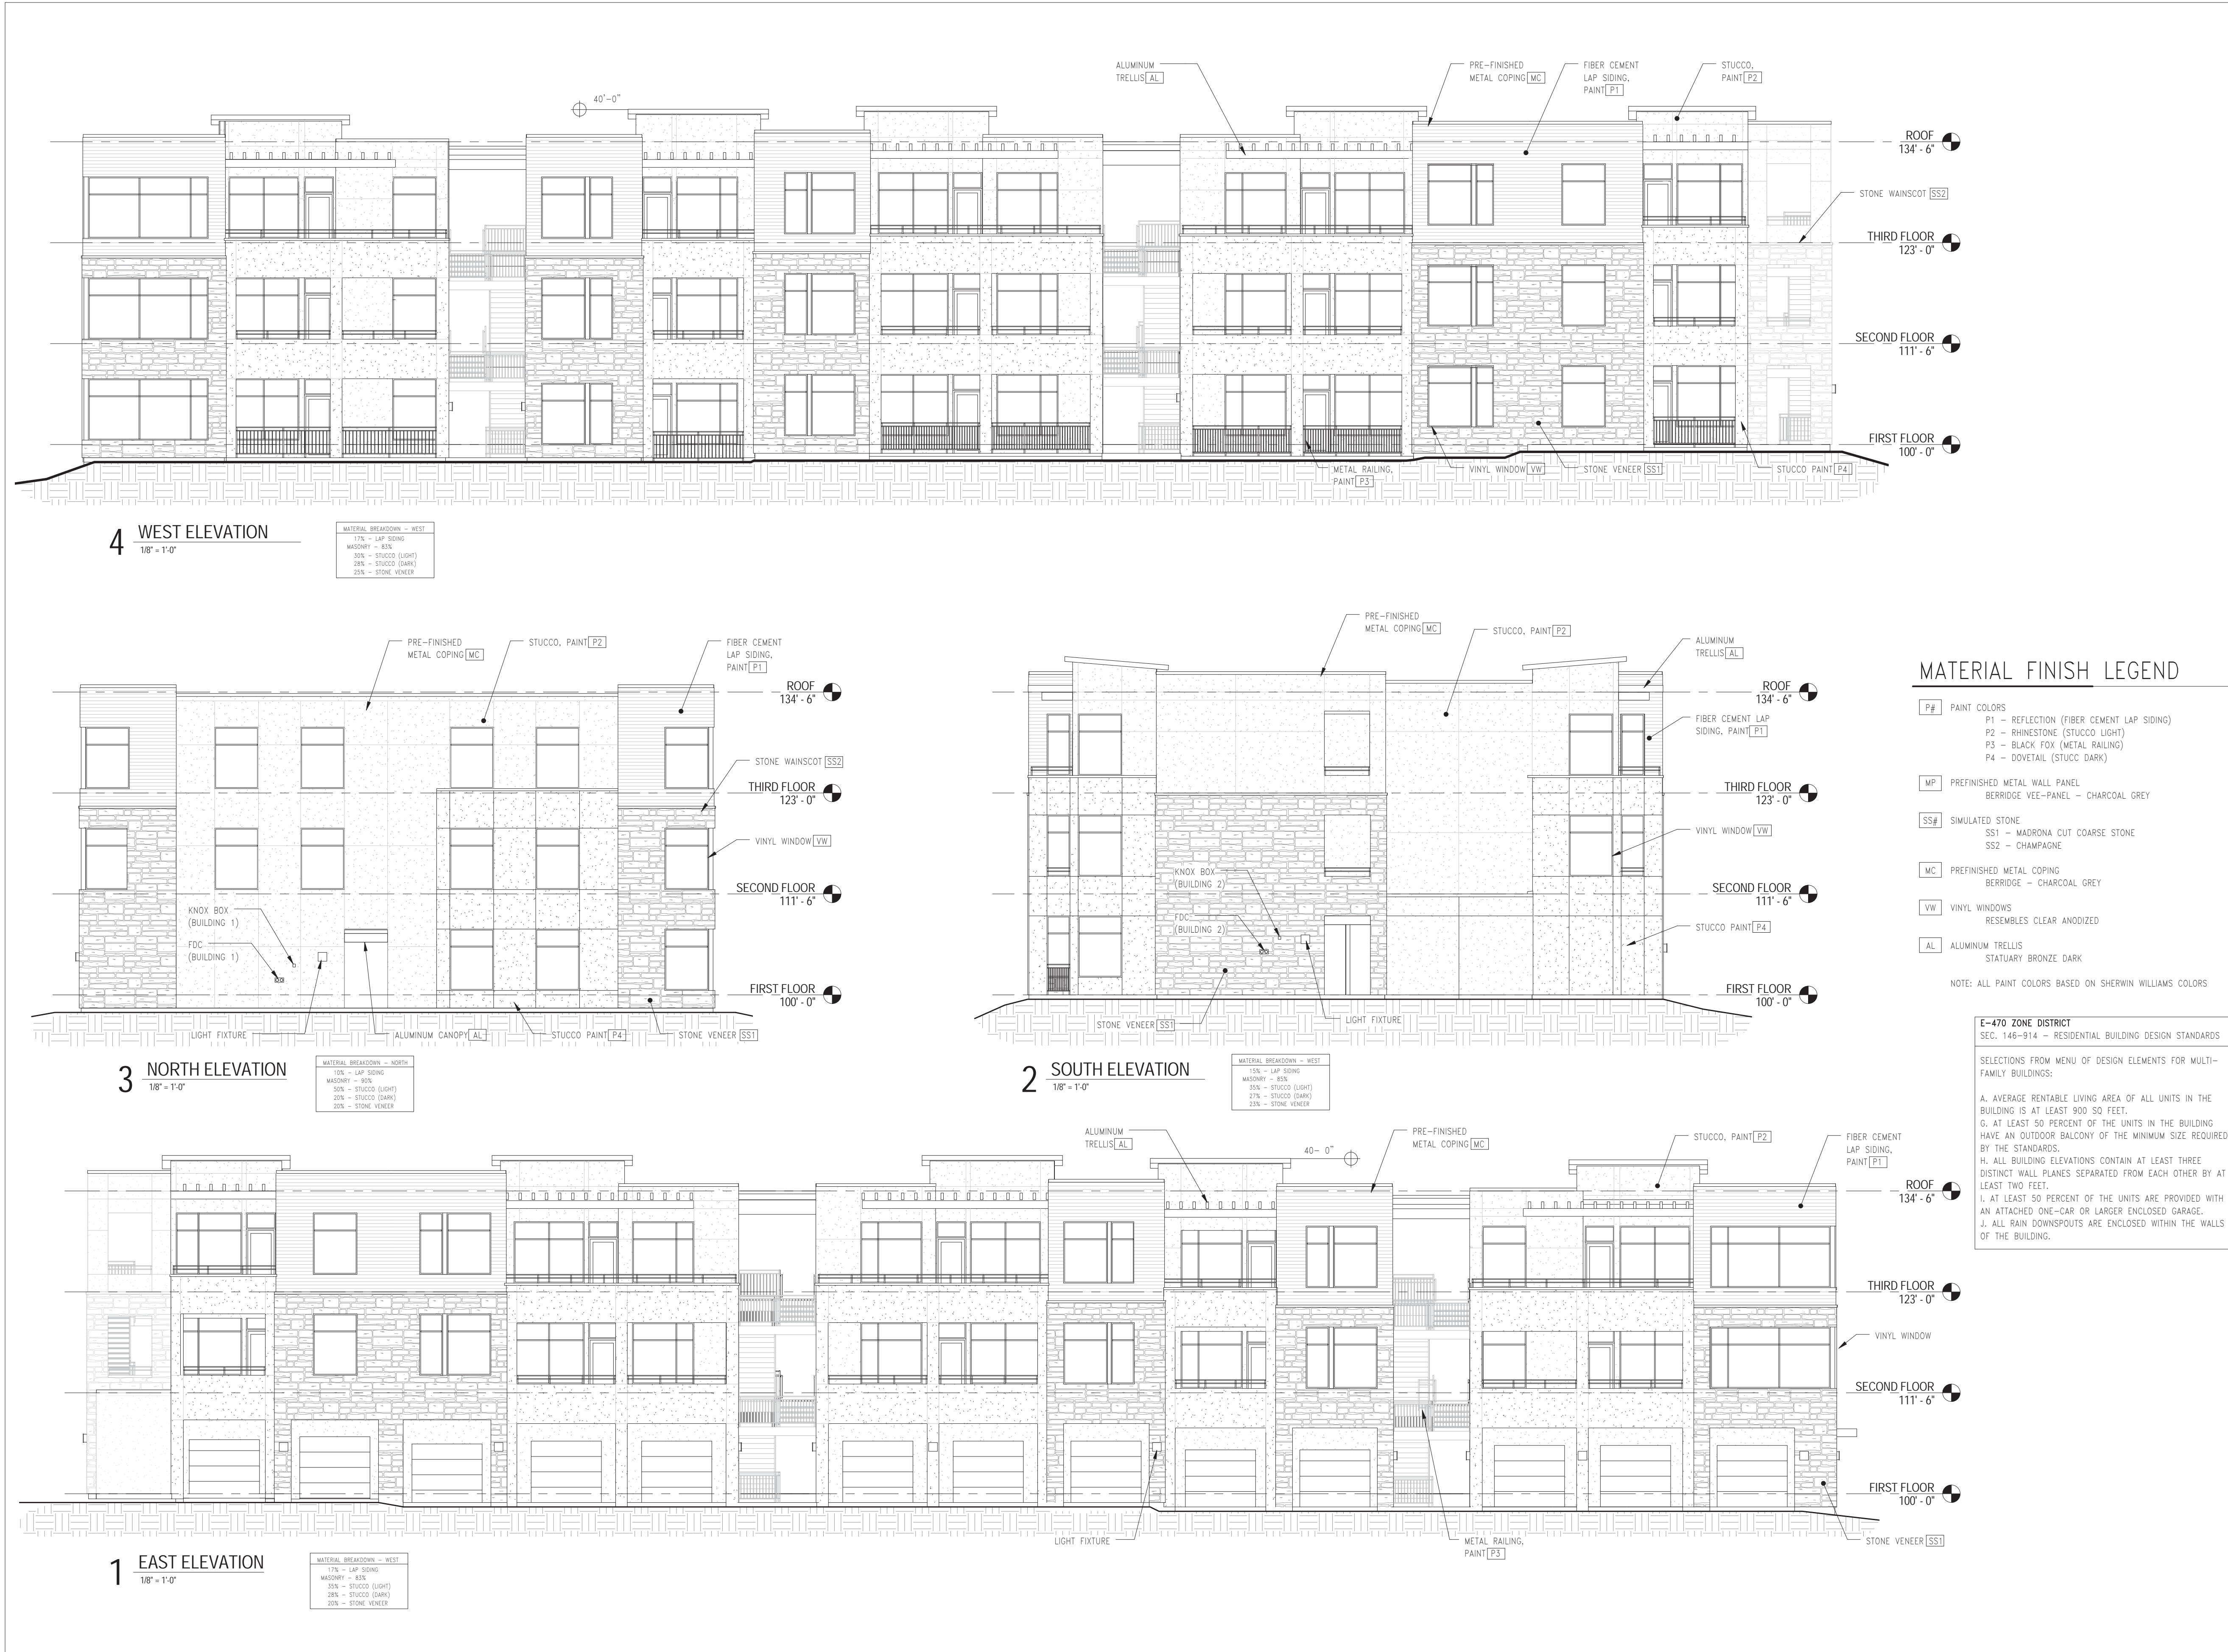 ALUMINUM
TRELLIS AL
PRE-FINISHED
METAL COPING MC
FIBER CEMENT
LAP SIDING,
PAINT P1
STUCCO,
PAINT P2
40'-0"
ROOF
134' - 6"
STONE WAINSCOT SS2
THIRD FLOOR
123' - 0"
SECOND FLOOR
111' - 6"
FIRST FLOOR
100' - 0"
METAL RAILING,
PAINT P3
VINYL WINDOW VW
STONE VENEER SS1
STUCCO PAINT P4
4 WEST ELEVATION
1/8" = 1'-0"
MATERIAL BREAKDOWN - WEST
17% - LAP SIDING
MASONRY - 83%
30% - STUCCO (LIGHT)
28% - STUCCO (DARK)
25% - STONE VENEER
PRE-FINISHED
METAL COPING MC
STUCCO, PAINT P2
FIBER CEMENT
LAP SIDING,
PAINT P1
ROOF
134' - 6"
STONE WAINSCOT SS2
THIRD FLOOR
123' - 0"
VINYL WINDOW VW
SECOND FLOOR
111' - 6"
KNOX BOX
(BUILDING 1)
FDC
(BUILDING 1)
FIRST FLOOR
100' - 0"
LIGHT FIXTURE
ALUMINUM CANOPY AL
STUCCO PAINT P4
STONE VENEER SS1
3 NORTH ELEVATION
1/8" = 1'-0"
MATERIAL BREAKDOWN - NORTH
10% - LAP SIDING
MASONRY - 90%
50% - STUCCO (LIGHT)
20% - STUCCO (DARK)
20% - STONE VENEER
PRE-FINISHED
METAL COPING MC
STUCCO, PAINT P2
ALUMINUM
TRELLIS AL
ROOF
134' - 6"
FIBER CEMENT LAP
SIDING, PAINT P1
THIRD FLOOR
123' - 0"
VINYL WINDOW VW
KNOX BOX
(BUILDING 2)
SECOND FLOOR
111' - 6"
FDC
(BUILDING 2)
STUCCO PAINT P4
FIRST FLOOR
100' - 0"
STONE VENEER SS1
LIGHT FIXTURE
2 SOUTH ELEVATION
1/8" = 1'-0"
MATERIAL BREAKDOWN - WEST
15% - LAP SIDING
MASONRY - 85%
35% - STUCCO (LIGHT)
27% - STUCCO (DARK)
23% - STONE VENEER
MATERIAL FINISH LEGEND
P# PAINT COLORS
P1 - REFLECTION (FIBER CEMENT LAP SIDING)
P2 - RHINESTONE (STUCCO LIGHT)
P3 - BLACK FOX (METAL RAILING)
P4 - DOVETAIL (STUCC DARK)
MP PREFINISHED METAL WALL PANEL
BERRIDGE VEE-PANEL - CHARCOAL GREY
SS# SIMULATED STONE
SS1 - MADRONA CUT COARSE STONE
SS2 - CHAMPAGNE
MC PREFINISHED METAL COPING
BERRIDGE - CHARCOAL GREY
VW VINYL WINDOWS
RESEMBLES CLEAR ANODIZED
AL ALUMINUM TRELLIS
STATUARY BRONZE DARK
NOTE: ALL PAINT COLORS BASED ON SHERWIN WILLIAMS COLORS
E-470 ZONE DISTRICT
SEC. 146-914 - RESIDENTIAL BUILDING DESIGN STANDARDS
SELECTIONS FROM MENU OF DESIGN ELEMENTS FOR MULTI-
FAMILY BUILDINGS:
A. AVERAGE RENTABLE LIVING AREA OF ALL UNITS IN THE
BUILDING IS AT LEAST 900 SQ FEET.
G. AT LEAST 50 PERCENT OF THE UNITS IN THE BUILDING
HAVE AN OUTDOOR BALCONY OF THE MINIMUM SIZE REQUIRED
BY THE STANDARDS.
H. ALL BUILDING ELEVATIONS CONTAIN AT LEAST THREE
DISTINCT WALL PLANES SEPARATED FROM EACH OTHER BY AT
LEAST TWO FEET.
I. AT LEAST 50 PERCENT OF THE UNITS ARE PROVIDED WITH
AN ATTACHED ONE-CAR OR LARGER ENCLOSED GARAGE.
J. ALL RAIN DOWNSPOUTS ARE ENCLOSED WITHIN THE WALLS
OF THE BUILDING.
ALUMINUM
TRELLIS AL
40- 0"
PRE-FINISHED
METAL COPING MC
STUCCO, PAINT P2
FIBER CEMENT
LAP SIDING,
PAINT P1
ROOF
134' - 6"
THIRD FLOOR
123' - 0"
VINYL WINDOW
SECOND FLOOR
111' - 6"
FIRST FLOOR
100' - 0"
LIGHT FIXTURE
METAL RAILING,
PAINT P3
STONE VENEER SS1
1 EAST ELEVATION
1/8" = 1'-0"
MATERIAL BREAKDOWN - WEST
17% - LAP SIDING
MASONRY - 83%
35% - STUCCO (LIGHT)
28% - STUCCO (DARK)
20% - STONE VENEER